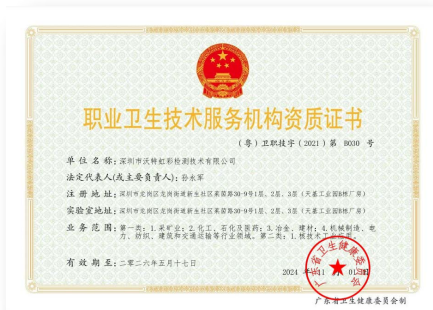 职业卫生技术服务机构资质证书
(粤)卫职技字(2021)第 B030 号
单位名称:深圳市沃特虹彩检测技术有限公司
法定代表人(或主要负责人):孙永军
注册地址:深圳市龙岗区龙岗街道新生社区莱茵路30-9号1层、2层、3层(天基工业园B栋厂房)
实验室地址:深圳市龙岗区龙岗街道新生社区莱茵路30-9号1层、2层、3层(天基工业园B栋厂房)
业务范围:第一类:1.采矿业;2.化工、石化及医药;3.冶金、建材;4.机械制造、电
力、纺织、建筑和交通运输等行业领域。第二类:1.核技术工业应用。
有效期至:二零二六年五月十七日
2024 年 11 月 01 日
广东省卫生健康委员会
广东省卫生健康委员会制